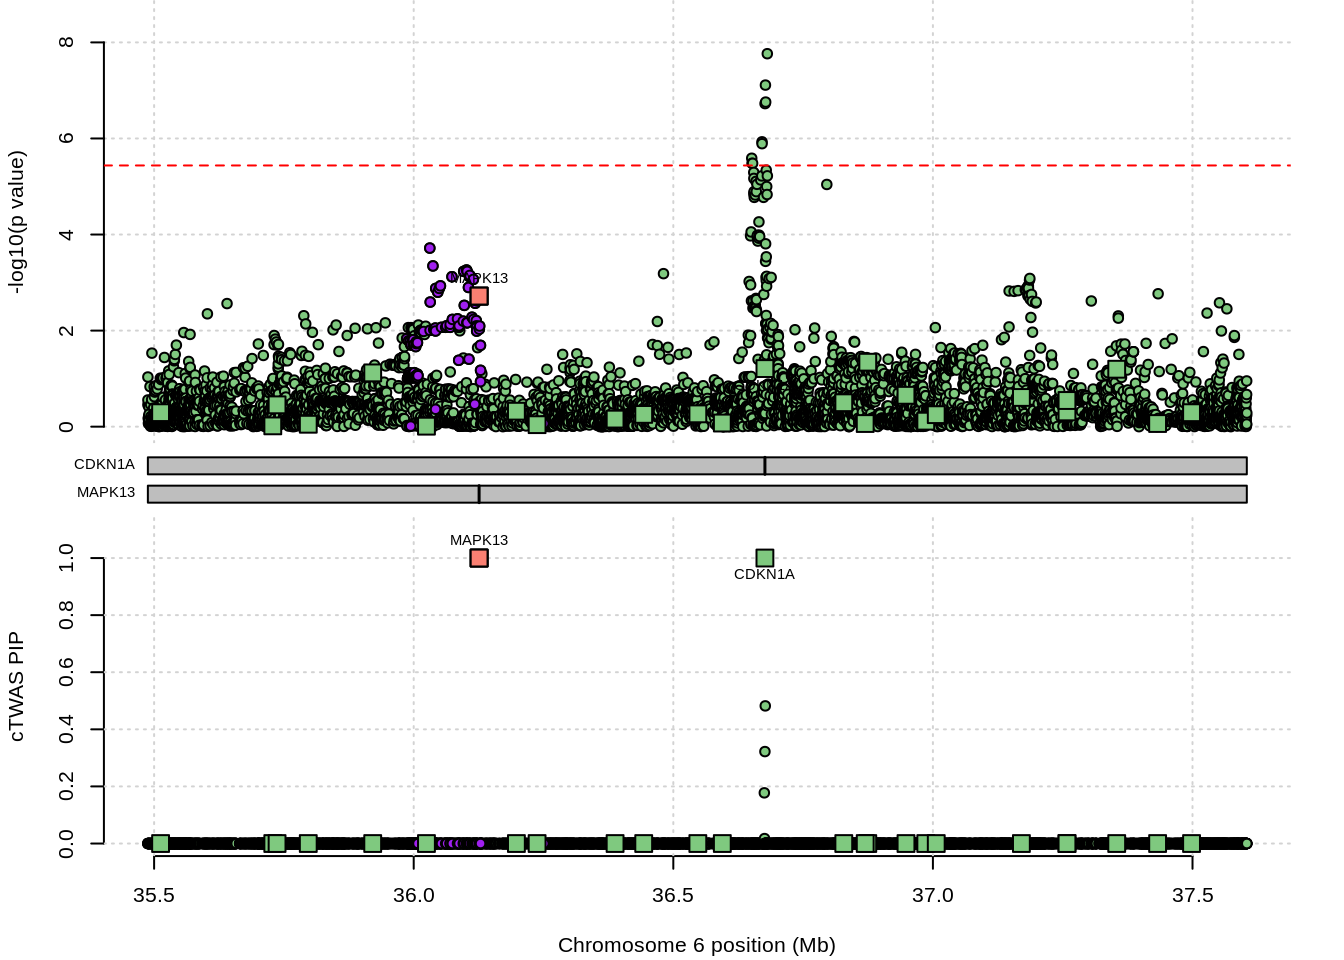 8
6
4
2
0
-log10(p value)
MAPK13
CDKN1A
MAPK13
1.0
0.8
0.6
0.4
0.2
0.0
cTWAS PIP
MAPK13
CDKN1A
35.5 36.0 36.5 37.0 37.5
Chromosome 6 position (Mb)